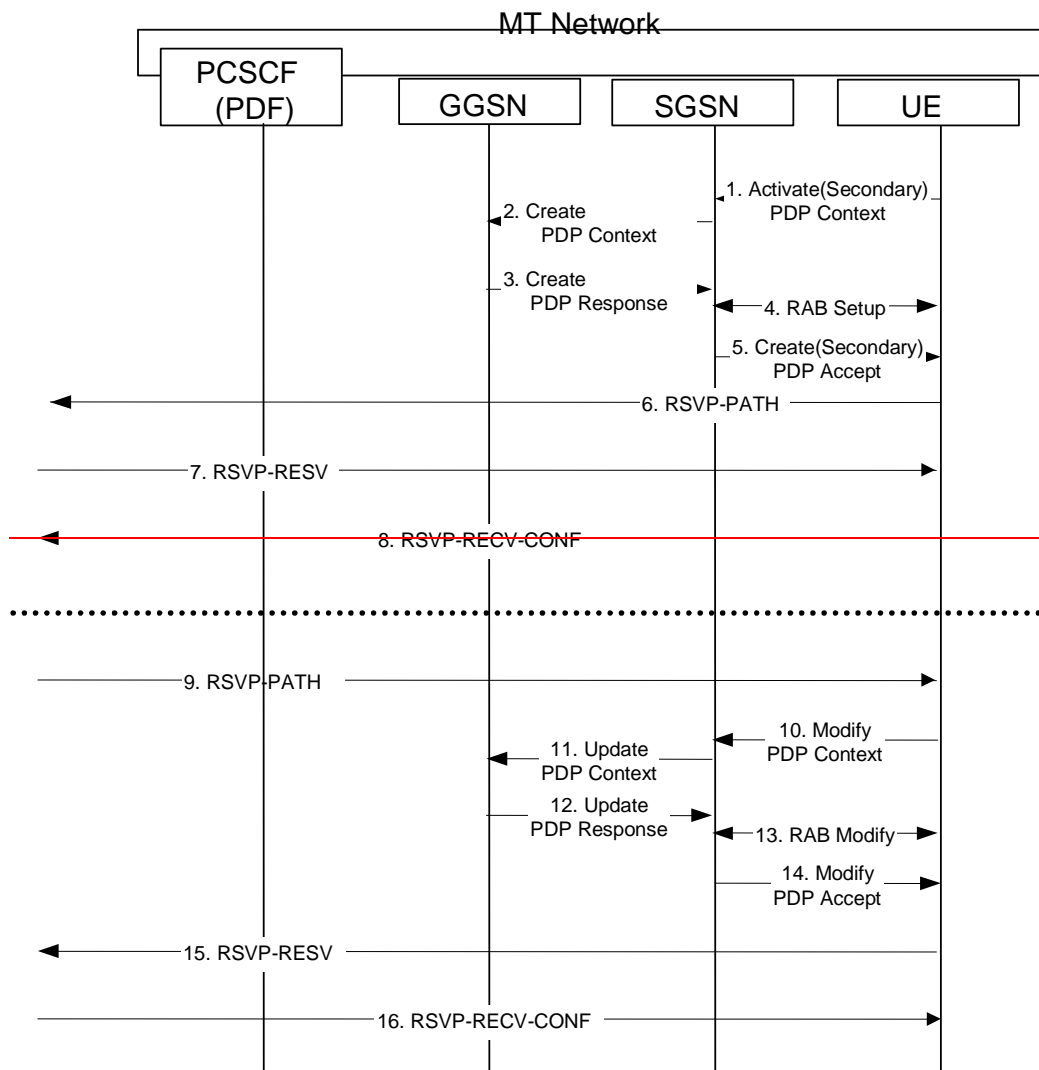 MT Network
PCSCF
(PDF)
GGSN
SGSN
UE
1. Activate(Secondary)
PDP Context
2. Create
PDP Context
3. Create
PDP Response
4. RAB Setup
5. Create(Secondary)
PDP Accept
6. RSVP-PATH
7. RSVP-RESV
8. RSVP-RECV-CONF
9. RSVP-PATH
10. Modify
PDP Context
11. Update
PDP Context
12. Update
PDP Response
13. RAB Modify
14. Modify
PDP Accept
15. RSVP-RESV
16. RSVP-RECV-CONF